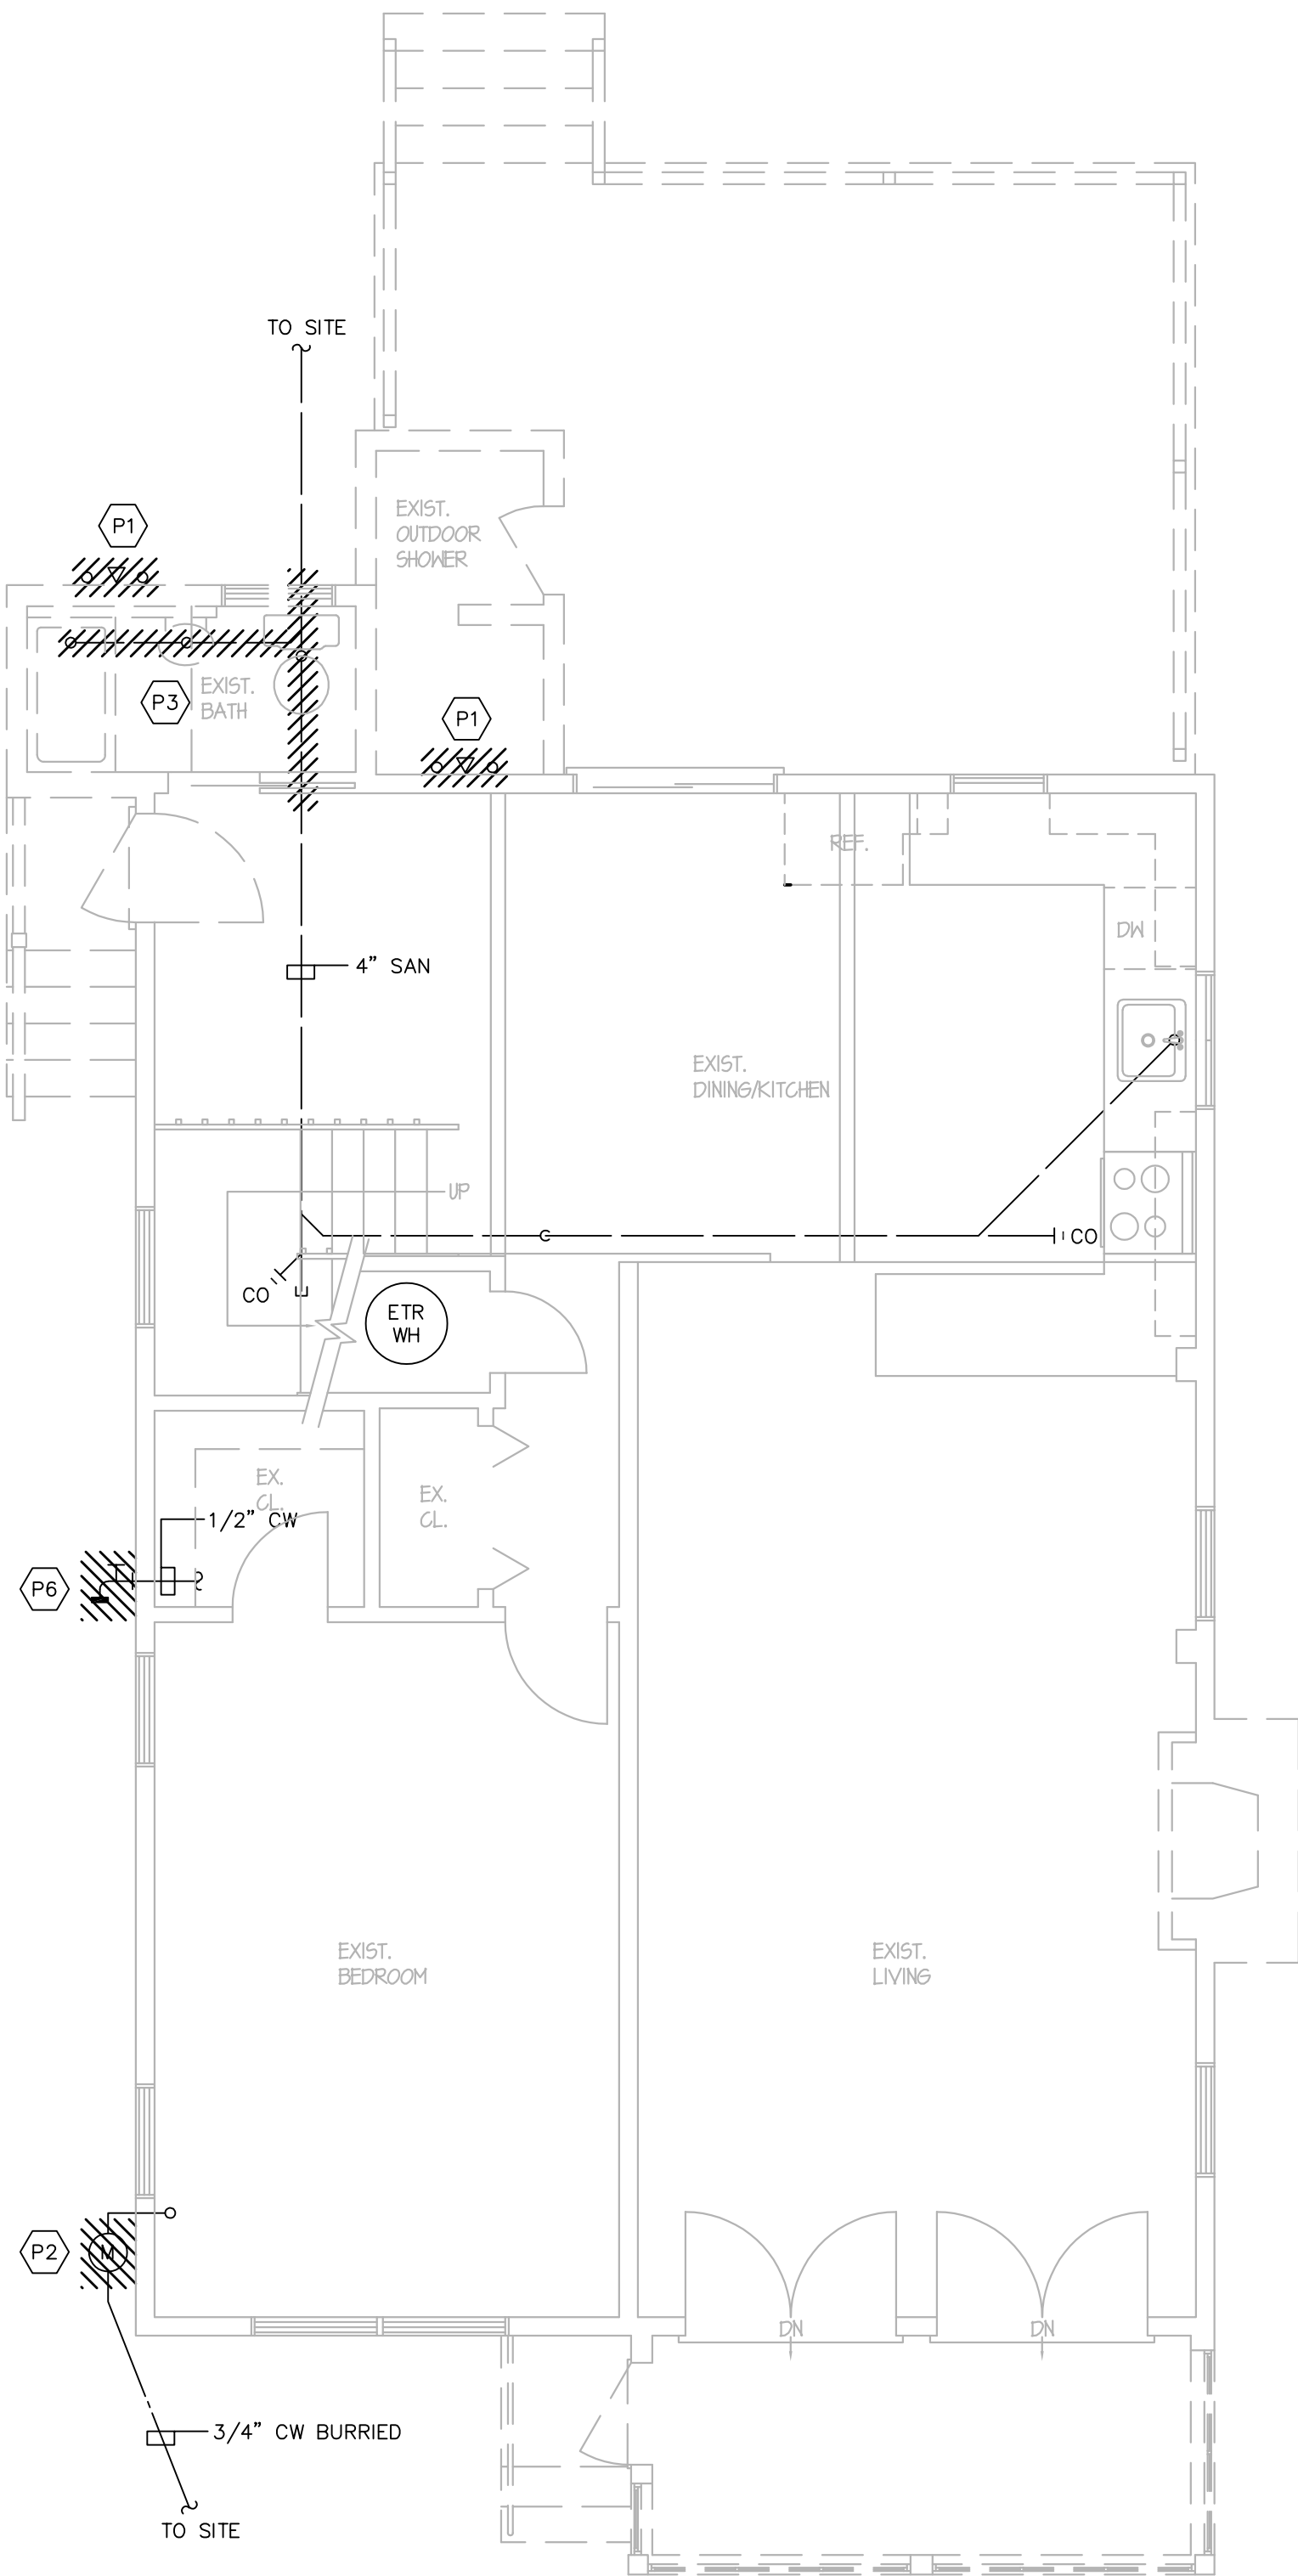 TO SITE
P1
EXIST.
OUTDOOR
SHOWER
P3
EXIST.
BATH
P1
REF.
DW
4" SAN
EXIST.
DINING/KITCHEN
UP
CO
CO
ETR
WH
EX.
CL.
EX.
CL.
1/2" CW
P6
EXIST.
BEDROOM
EXIST.
LIVING
P2
M
DN
DN
3/4" CW BURRIED
TO SITE